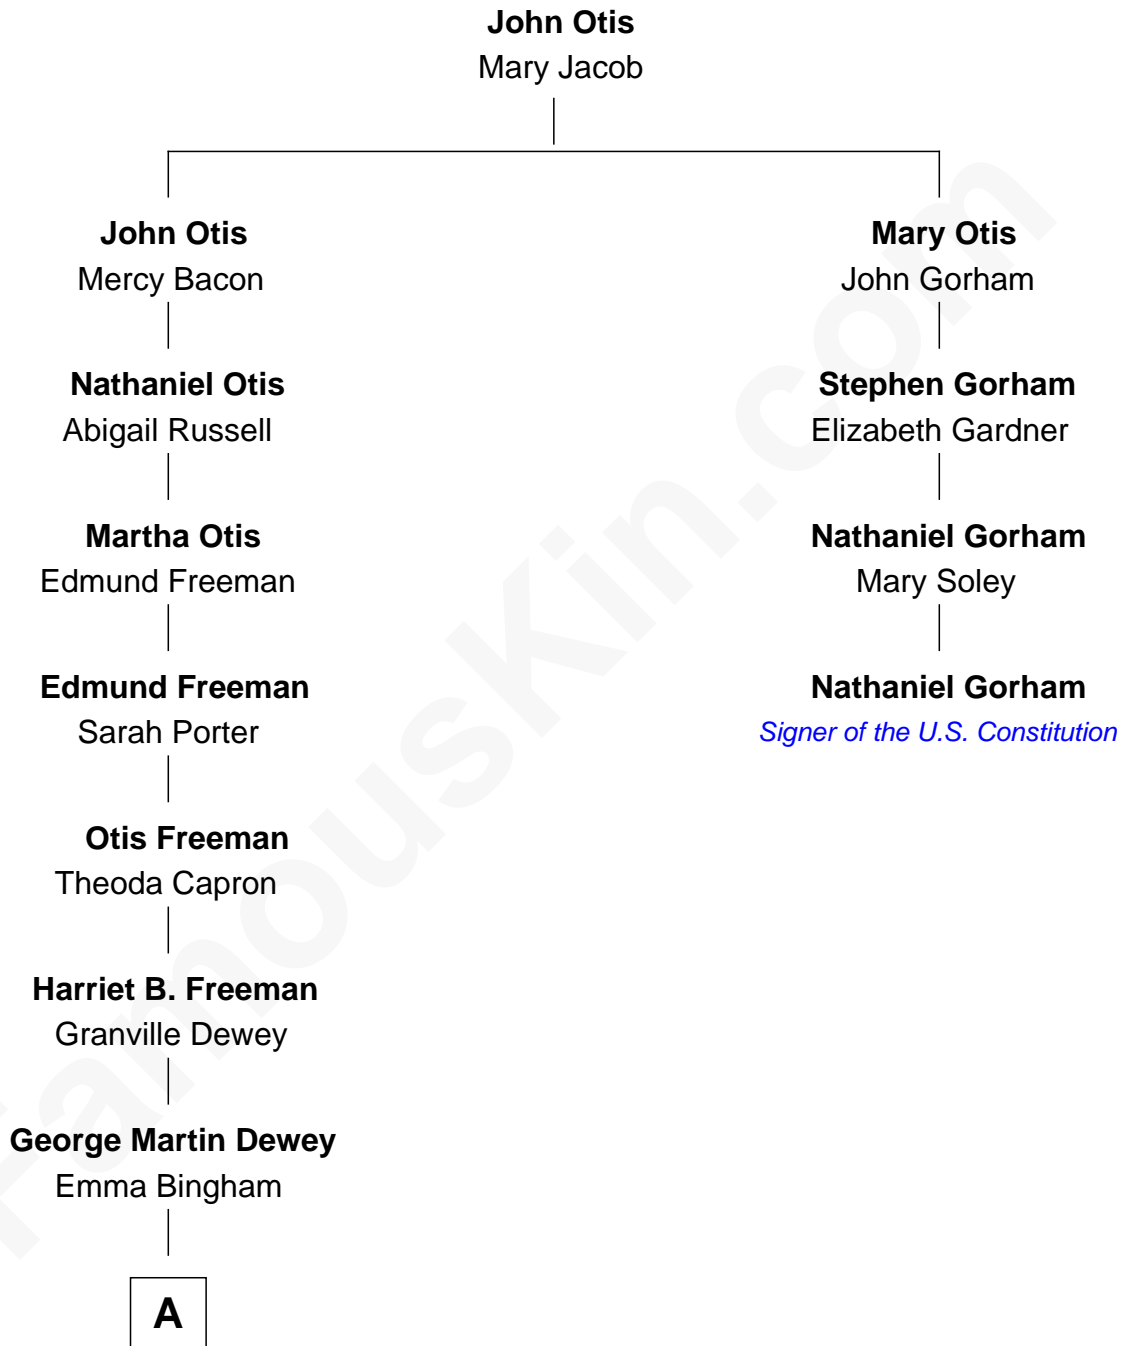 John Otis
Mary Jacob
John Otis
Mercy Bacon
Mary Otis
John Gorham
Nathaniel Otis
Abigail Russell
Stephen Gorham
Elizabeth Gardner
Martha Otis
Edmund Freeman
Nathaniel Gorham
Mary Soley
Edmund Freeman
Sarah Porter
Nathaniel Gorham
Signer of the U.S. Constitution
Otis Freeman
Theoda Capron
Harriet B. Freeman
Granville Dewey
George Martin Dewey
Emma Bingham
A
FamousKin.com